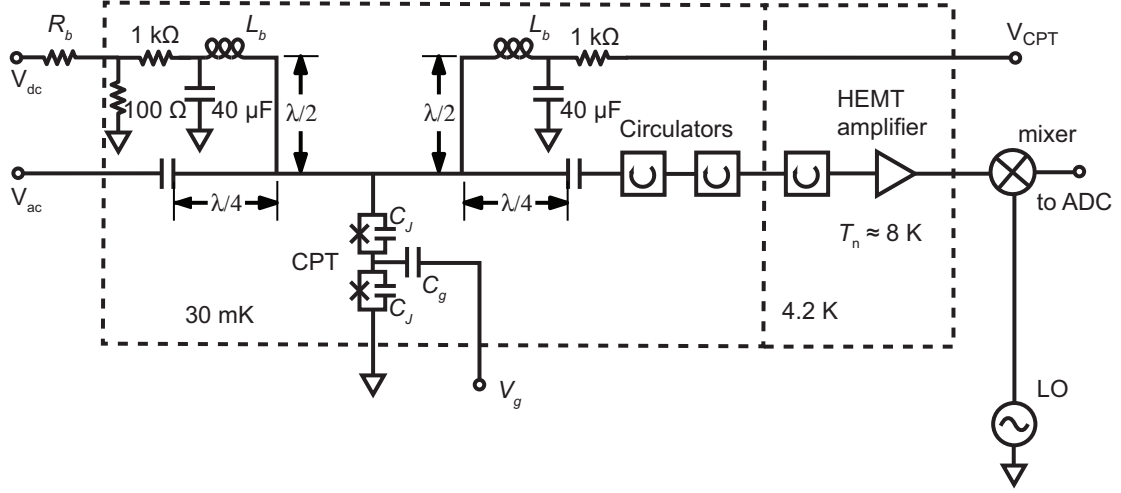 R_b
1 kΩ
L_b
L_b
1 kΩ
V_CPT
V_dc
100 Ω
40 μF
λ/2
λ/2
40 μF
HEMT
amplifier
Circulators
mixer
V_ac
λ/4
λ/4
to ADC
C_J
T_n ≈ 8 K
CPT
C_g
C_J
30 mK
4.2 K
V_g
LO